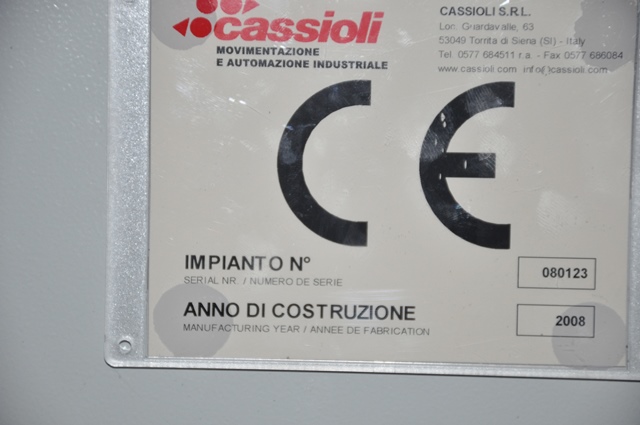 cassioli
MOVIMENTAZIONE
E AUTOMAZIONE INDUSTRIALE
CASSIOLI S.R.L.
Loc. Guardavalle, 63
53049 Torrita di Siena (SI) - Italy
Tel 0577 684511 r.a. - Fax 0577 686084
www.cassioli.com info@cassioli.com
CE
IMPIANTO N° 080123
SERIAL NR. / NUMERO DE SERIE
ANNO DI COSTRUZIONE 2008
MANUFACTURING YEAR / ANNEE DE FABRICATION